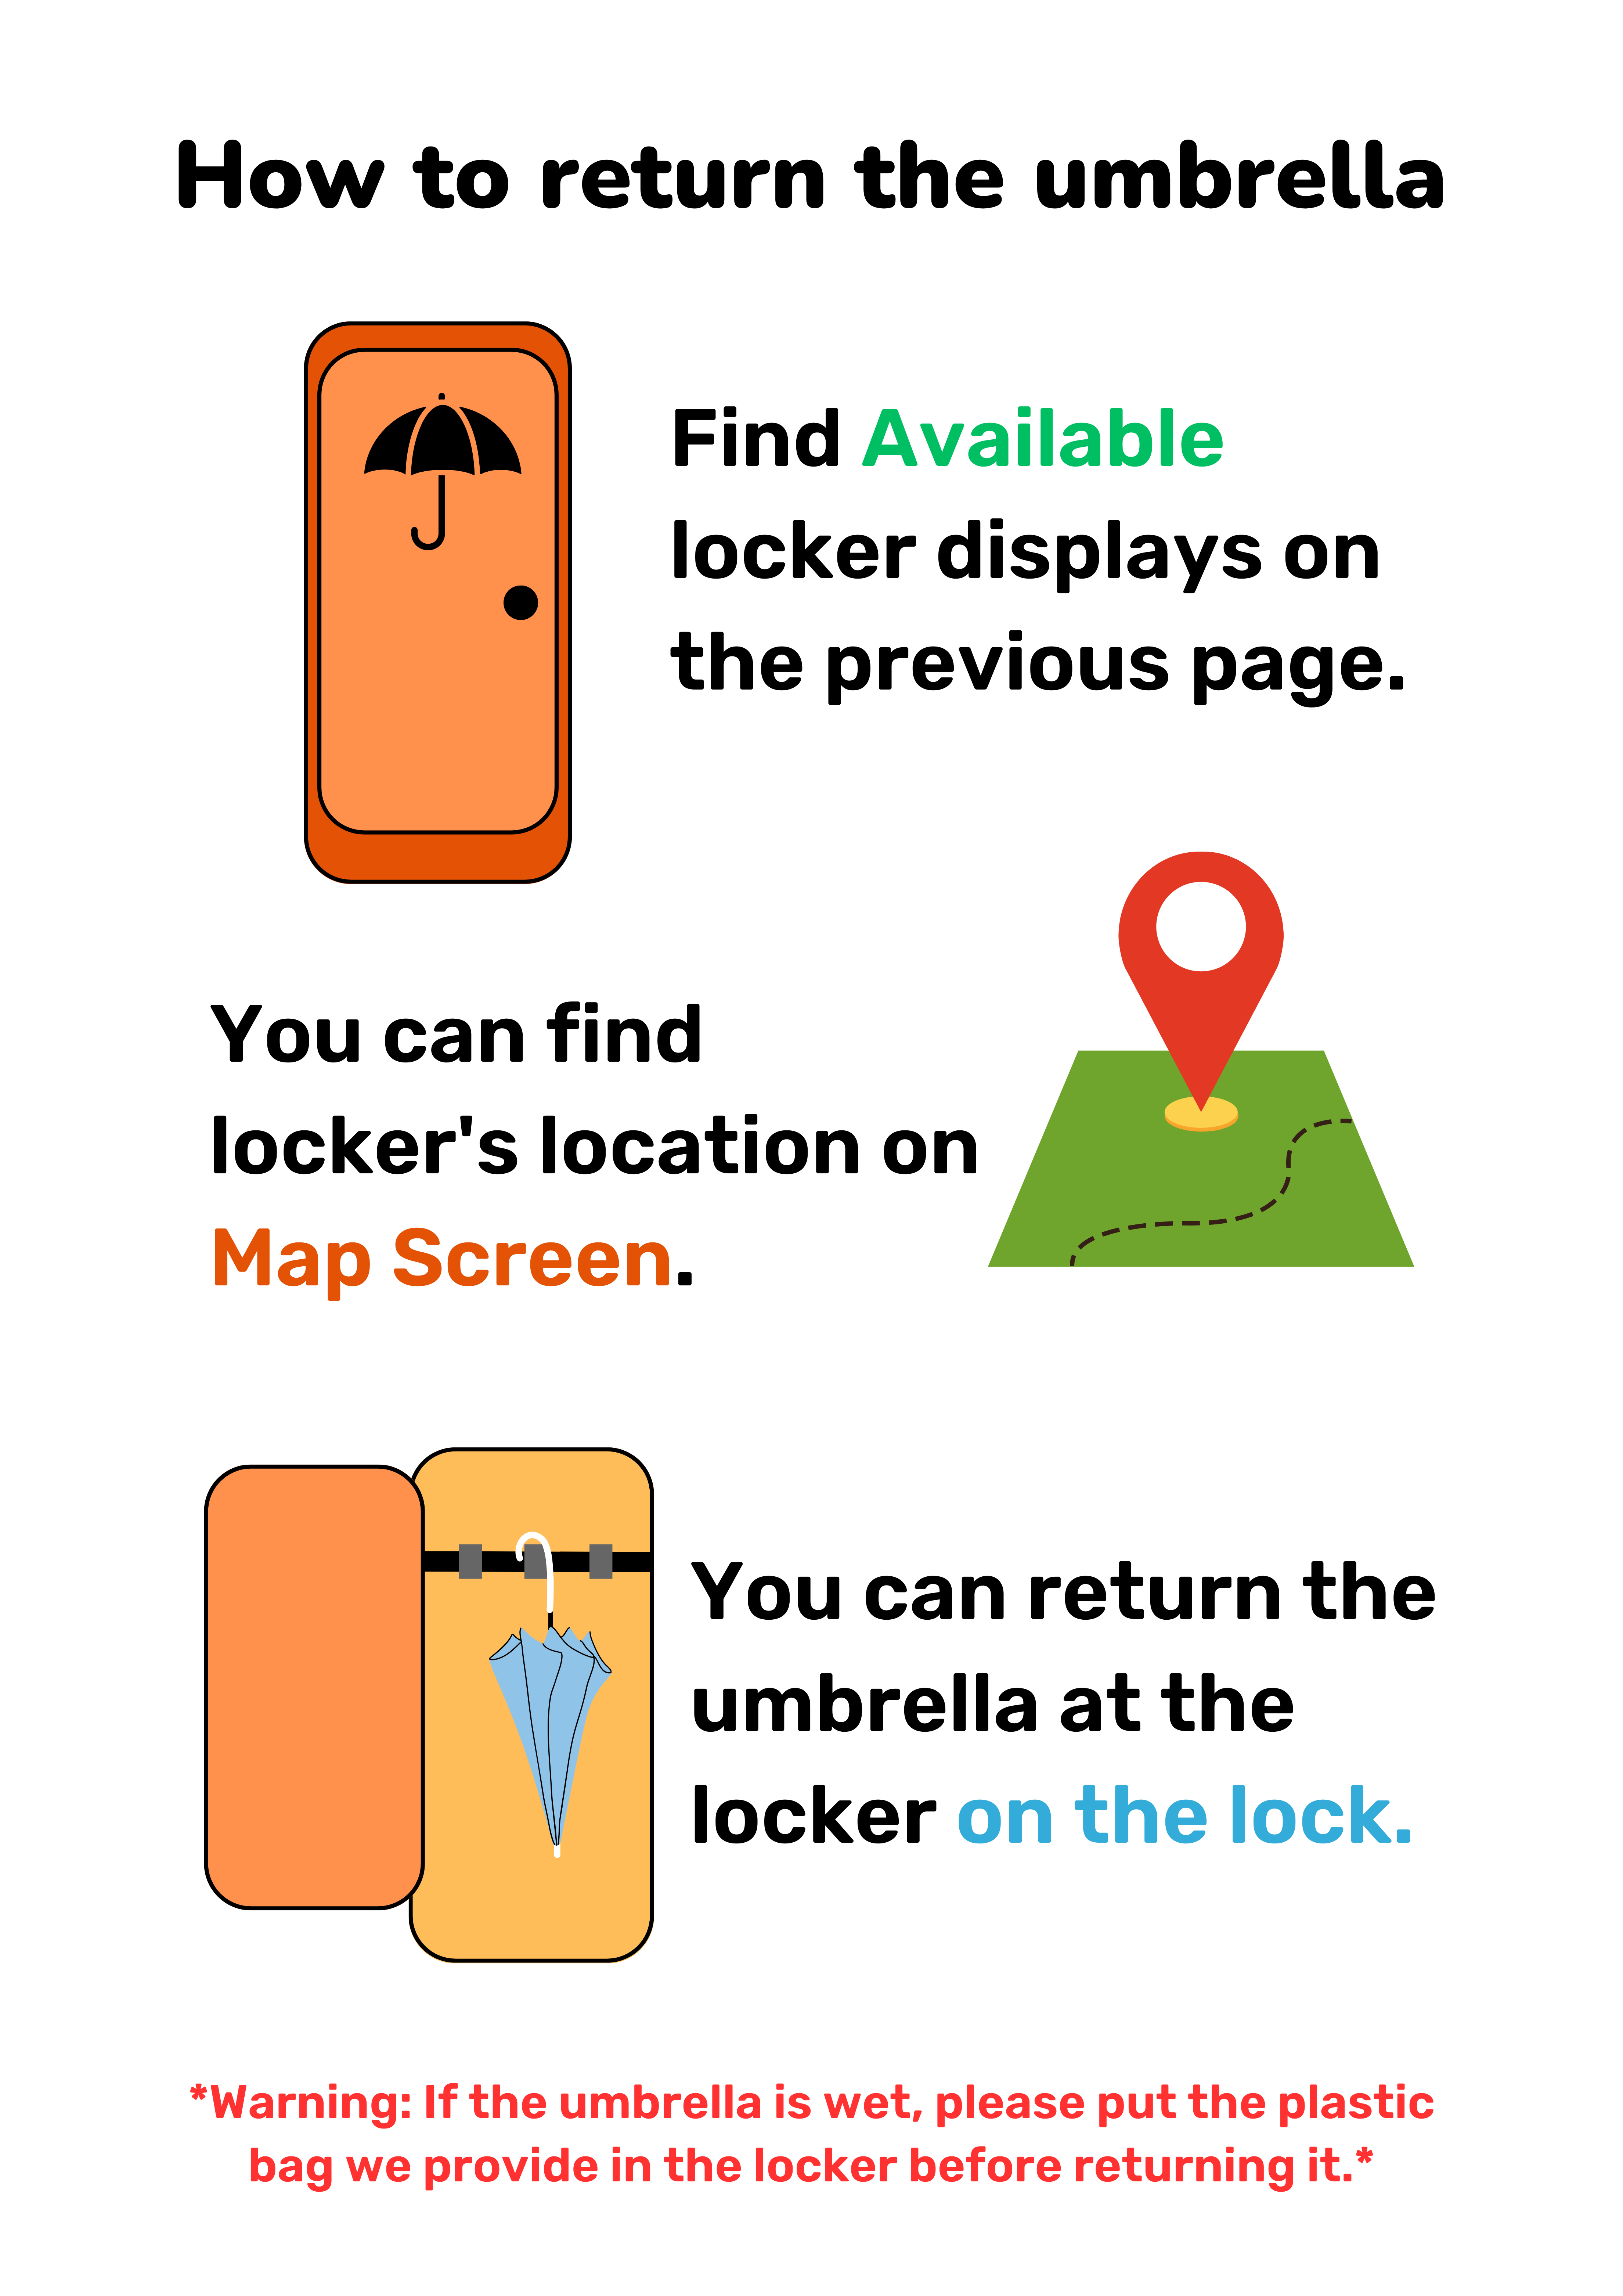 How to return the umbrella
Find Available
locker displays on
the previous page.
You can find
locker's location on
Map Screen.
You can return the
umbrella at the
locker on the lock.
*Warning: If the umbrella is wet, please put the plastic
bag we provide in the locker before returning it.*